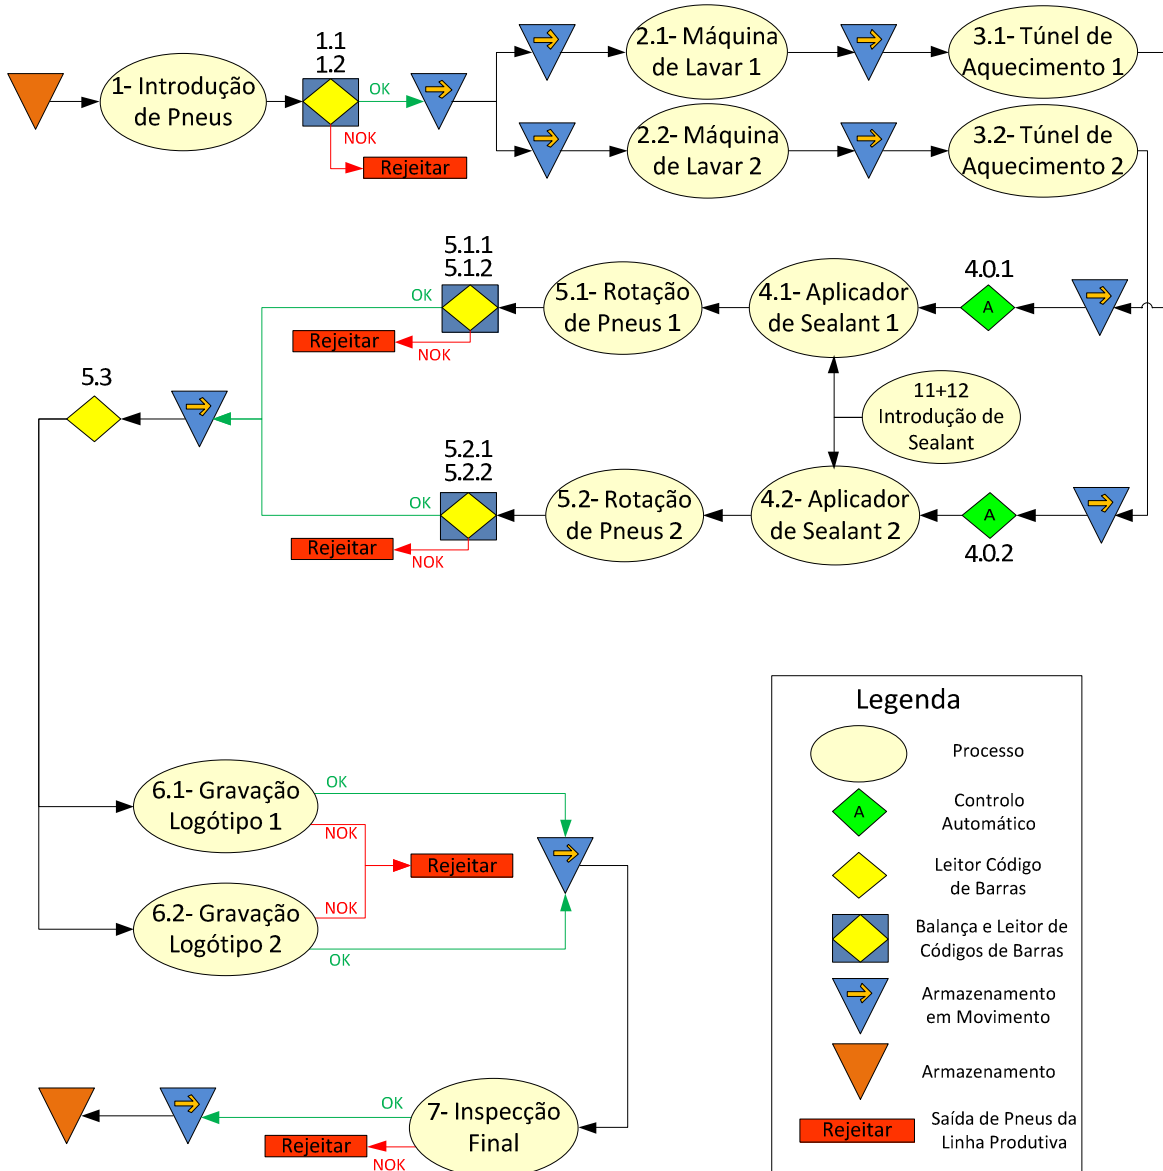 1.1
1.2
1- Introdução
de Pneus
OK
NOK
Rejeitar
2.1- Máquina
de Lavar 1
3.1- Túnel de
Aquecimento 1
2.2- Máquina
de Lavar 2
3.2- Túnel de
Aquecimento 2
5.1.1
5.1.2
OK
NOK
Rejeitar
5.1- Rotação
de Pneus 1
4.1- Aplicador
de Sealant 1
4.0.1
A
5.3
11+12
Introdução de
Sealant
5.2.1
5.2.2
OK
NOK
Rejeitar
5.2- Rotação
de Pneus 2
4.2- Aplicador
de Sealant 2
A
4.0.2
6.1- Gravação
Logótipo 1
OK
NOK
Rejeitar
6.2- Gravação
Logótipo 2
NOK
OK
7- Inspecção
Final
OK
Rejeitar
NOK
Legenda
Processo
A
Controlo
Automático
Leitor Código
de Barras
Balança e Leitor de
Códigos de Barras
Armazenamento
em Movimento
Armazenamento
Rejeitar
Saída de Pneus da
Linha Produtiva